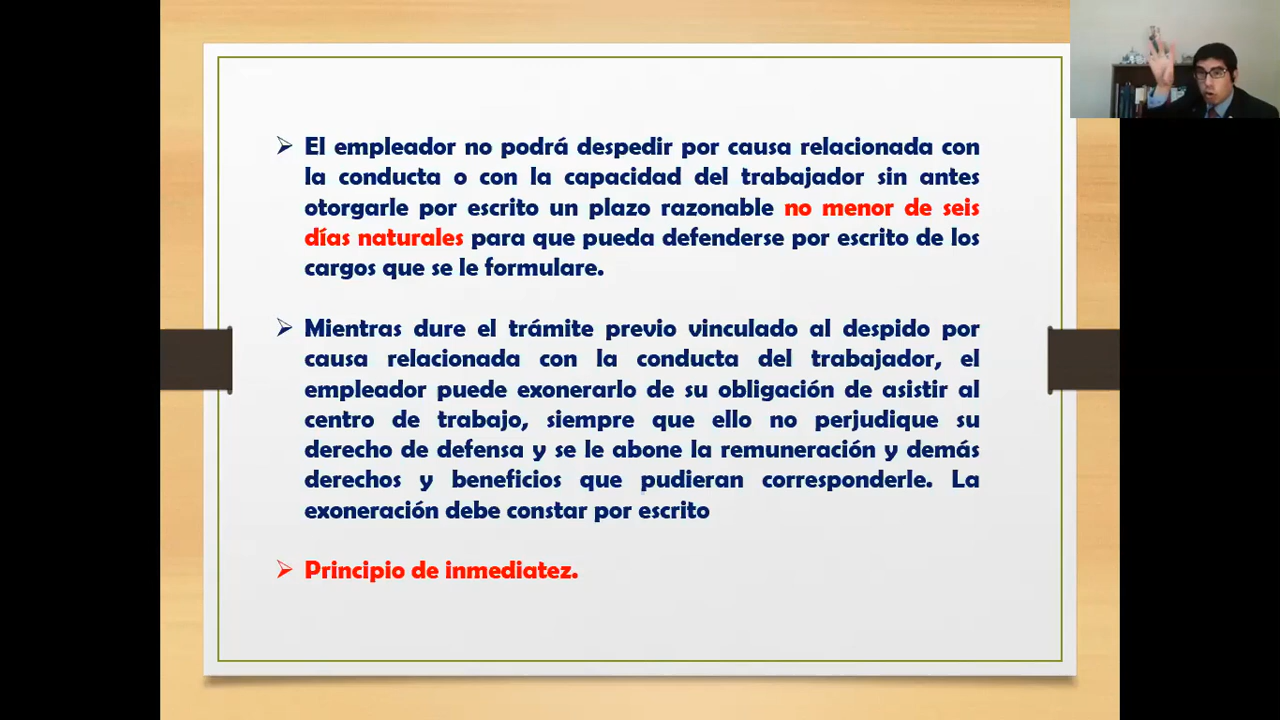 El empleador no podrá despedir por causa relacionada con
la conducta o con la capacidad del trabajador sin antes
otorgarle por escrito un plazo razonable no menor de seis
días naturales para que pueda defenderse por escrito de los
cargos que se le formulare.
Mientras dure el trámite previo vinculado al despido por
causa relacionada con la conducta del trabajador, el
empleador puede exonerarlo de su obligación de asistir al
centro de trabajo, siempre que ello no perjudique su
derecho de defensa y se le abone la remuneración y demás
derechos y beneficios que pudieran corresponderle. La
exoneración debe constar por escrito
Principio de inmediatez.